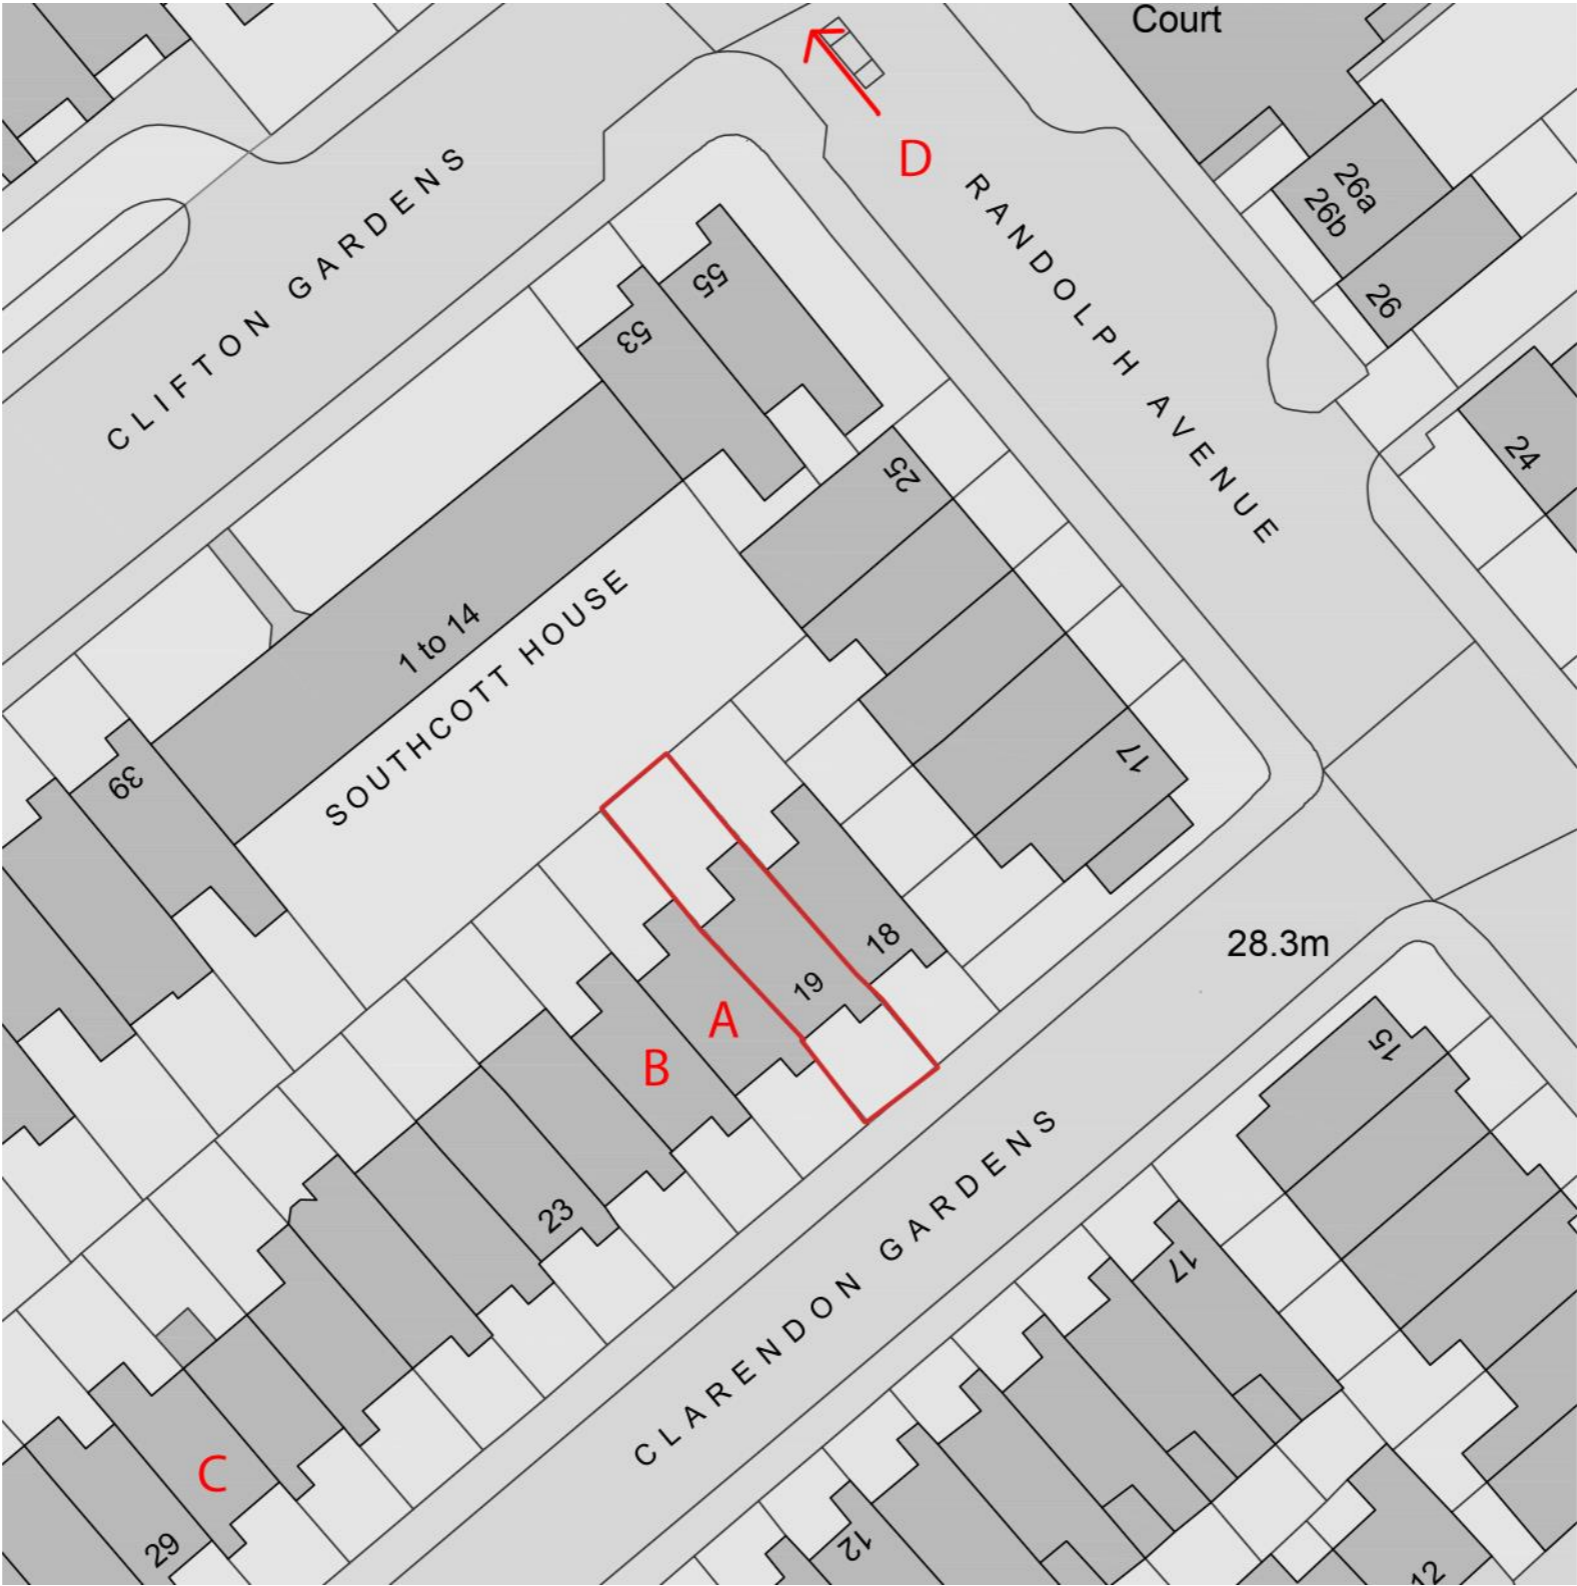 Court
D
CLIFTON GARDENS
RANDOLPH AVENUE
26a
26b
26
55
53
24
25
1 to 14
SOUTHCOTT HOUSE
39
17
18
28.3m
19
A
B
15
CLARENDON GARDENS
23
17
C
29
12
12